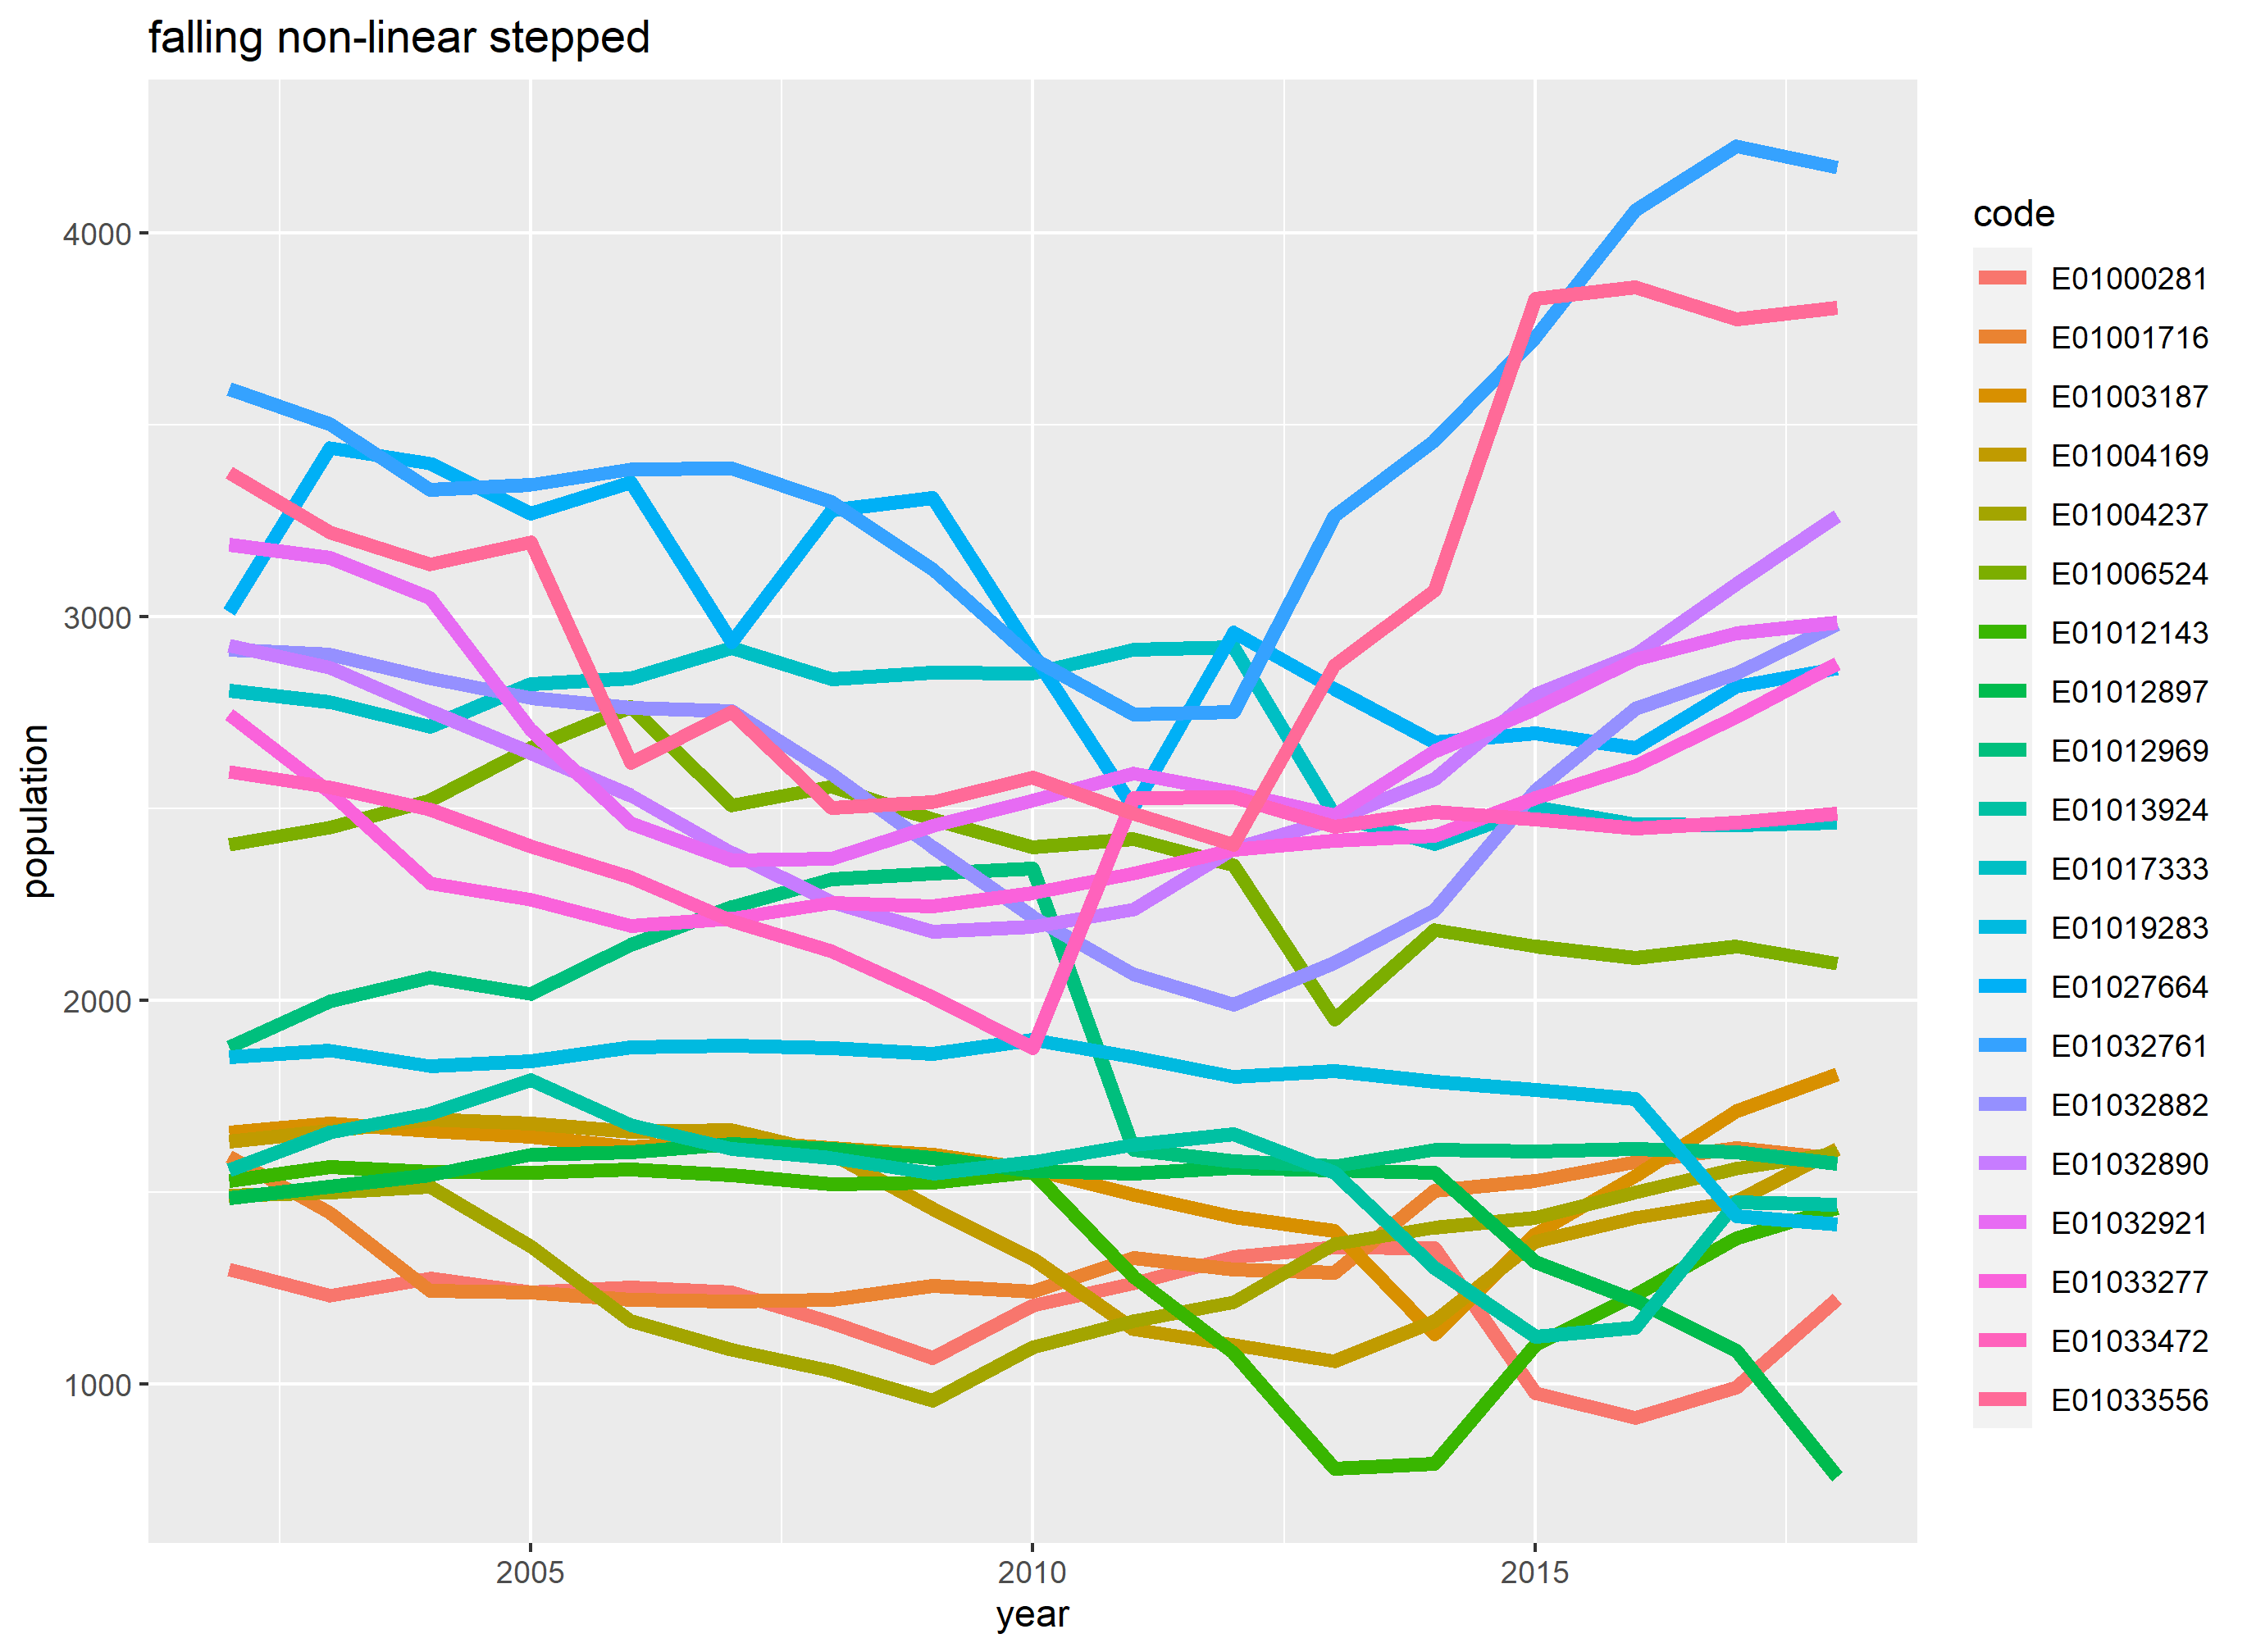 falling non-linear stepped
population
4000
3000
2000
1000
2005 2010 2015
year
code
E01000281
E01001716
E01003187
E01004169
E01004237
E01006524
E01012143
E01012897
E01012969
E01013924
E01017333
E01019283
E01027664
E01032761
E01032882
E01032890
E01032921
E01033277
E01033472
E01033556